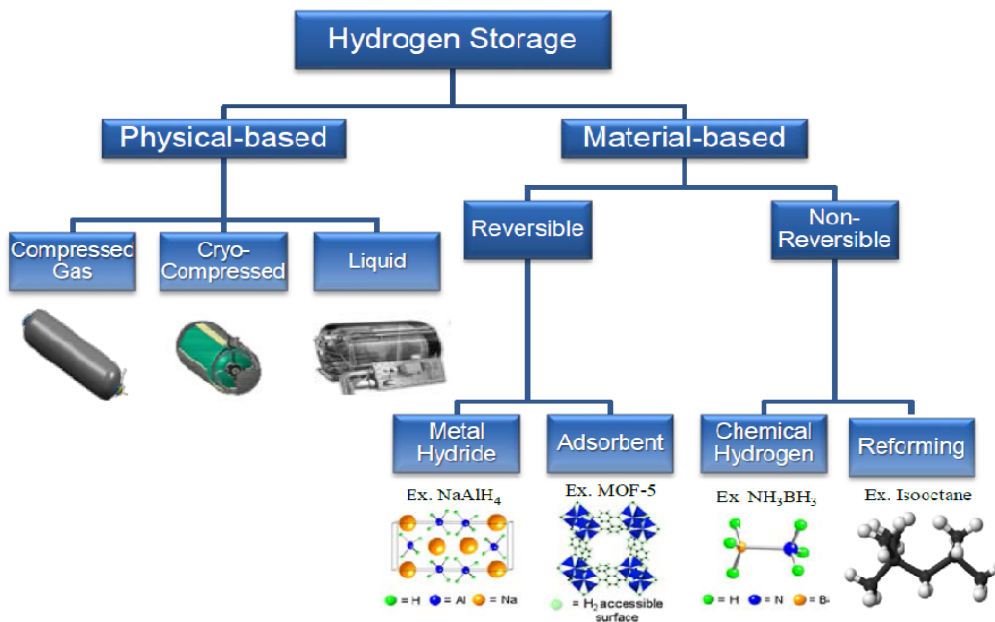 Hydrogen Storage
Physical-based
Material-based
Compressed
Gas
Cryo-
Compressed
Liquid
Reversible
Non-
Reversible
Metal
Hydride
Adsorbent
Chemical
Hydrogen
Reforming
Ex. NaAlH₄
Ex. MOF-5
Ex NH₃BH₃
Ex. Isooctane
= H = Al = Na
= H₂ accessible
surface
= H = N = B